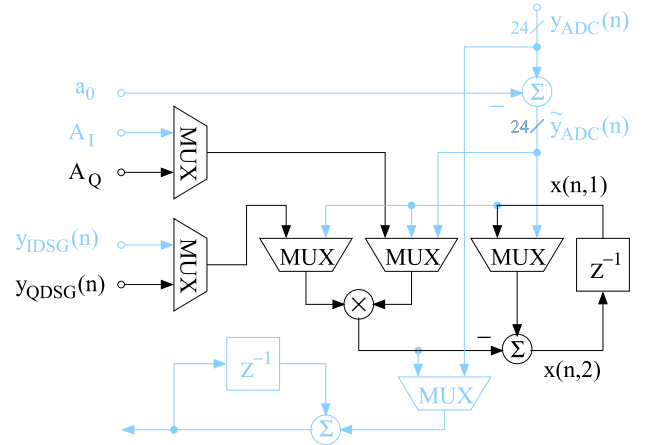 24 y_ADC(n)
a_0
Σ
−
A_I
24 ỹ_ADC(n)
MUX
A_Q
x(n,1)
y_IDSG(n)
MUX
MUX MUX MUX
Z^−1
y_QDSG(n)
×
−
Σ
x(n,2)
Z^−1
MUX
Σ